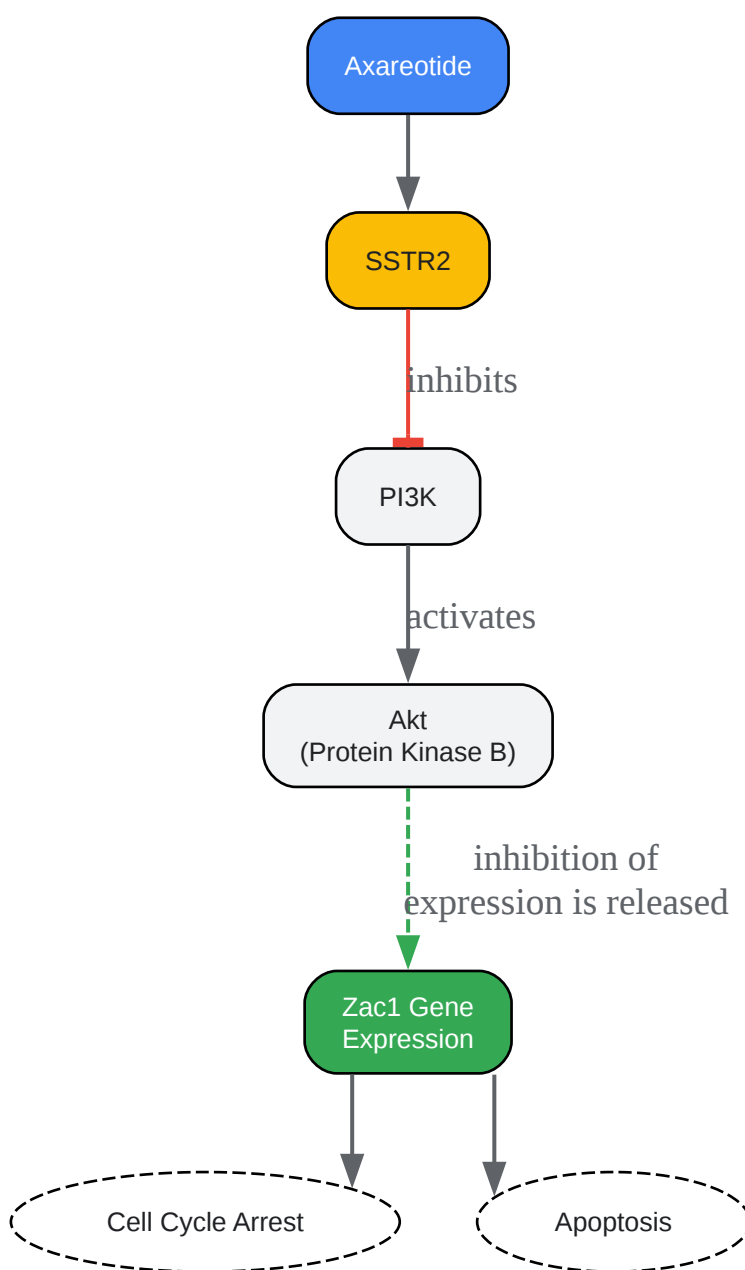 Axareotide
SSTR2
inhibits
PI3K
activates
Akt
(Protein Kinase B)
inhibition of
expression is released
Zac1 Gene
Expression
Cell Cycle Arrest
Apoptosis